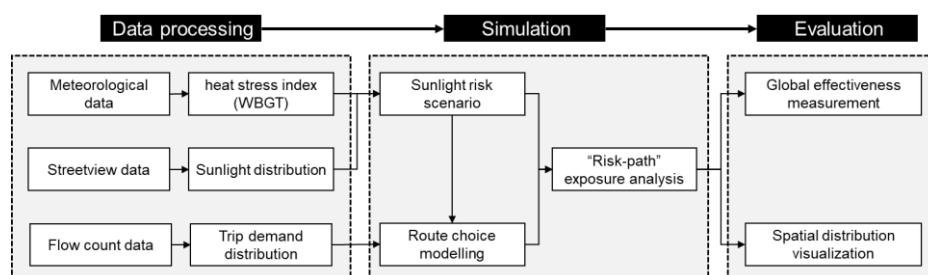 Data processing
Simulation
Evaluation
Meteorological
data
heat stress index
(WBGT)
Sunlight risk
scenario
Global effectiveness
measurement
Streetview data
Sunlight distribution
“Risk-path”
exposure analysis
Flow count data
Trip demand
distribution
Route choice
modelling
Spatial distribution
visualization